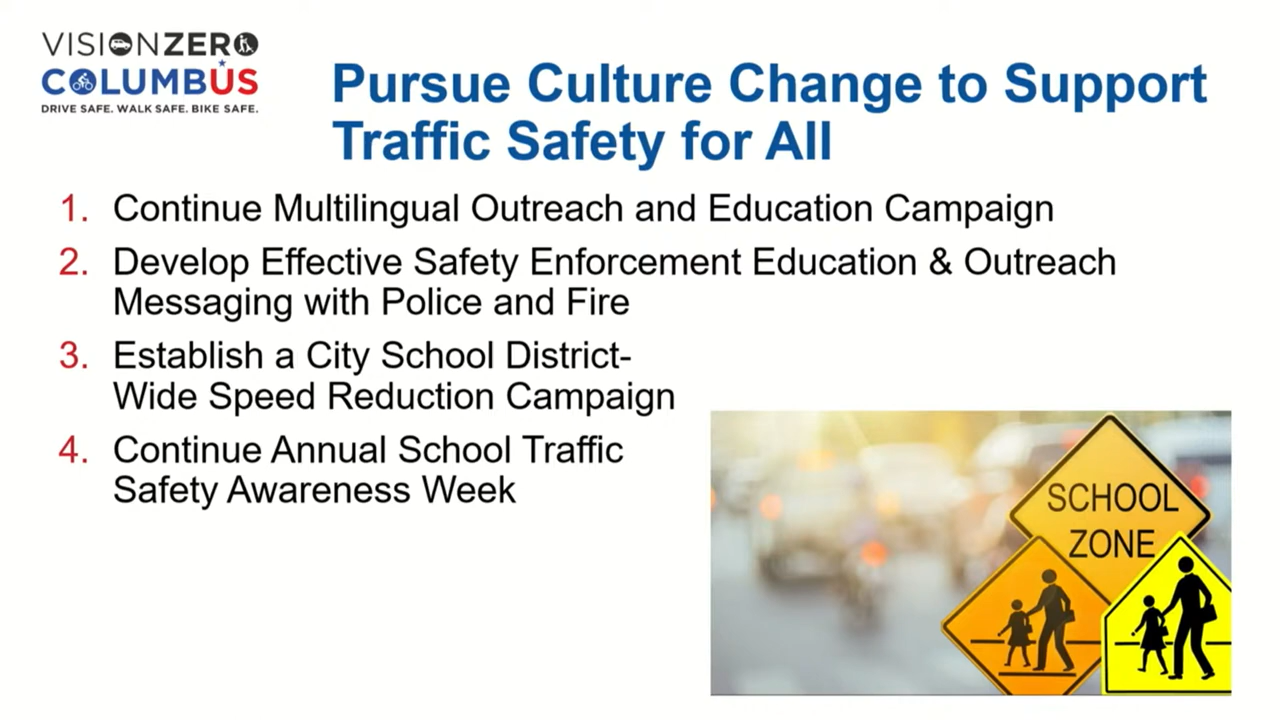 VISIONZERO
COLUMBUS
DRIVE SAFE. WALK SAFE. BIKE SAFE.
Pursue Culture Change to Support
Traffic Safety for All
1. Continue Multilingual Outreach and Education Campaign
2. Develop Effective Safety Enforcement Education & Outreach
Messaging with Police and Fire
3. Establish a City School District-
Wide Speed Reduction Campaign
4. Continue Annual School Traffic
Safety Awareness Week
SCHOOL
ZONE